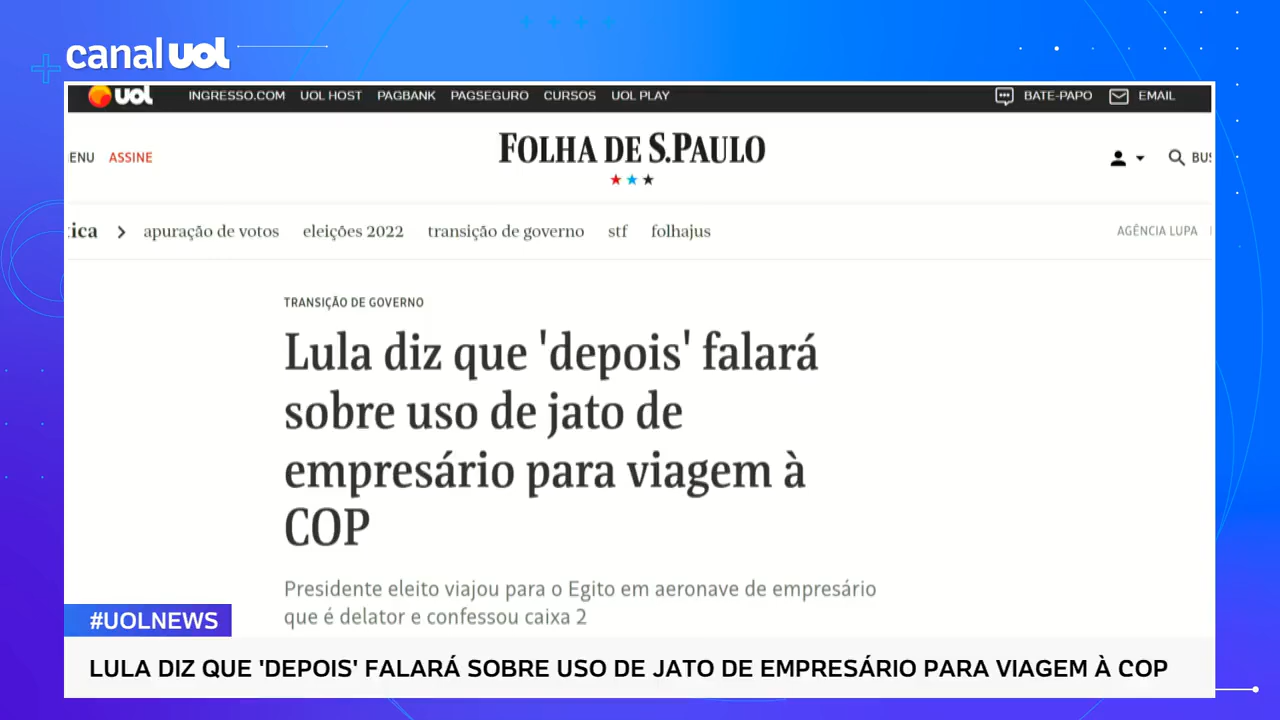 canal UOL
UOL INGRESSO.COM UOL HOST PAGBANK PAGSEGURO CURSOS UOL PLAY BATE-PAPO EMAIL
ENU ASSINE FOLHA DE S.PAULO BUS
tica apuração de votos eleições 2022 transição de governo stf folhajus AGÊNCIA LUPA
TRANSIÇÃO DE GOVERNO
Lula diz que 'depois' falará
sobre uso de jato de
empresário para viagem à
COP
Presidente eleito viajou para o Egito em aeronave de empresário
que é delator e confessou caixa 2
#UOLNEWS
LULA DIZ QUE 'DEPOIS' FALARÁ SOBRE USO DE JATO DE EMPRESÁRIO PARA VIAGEM À COP